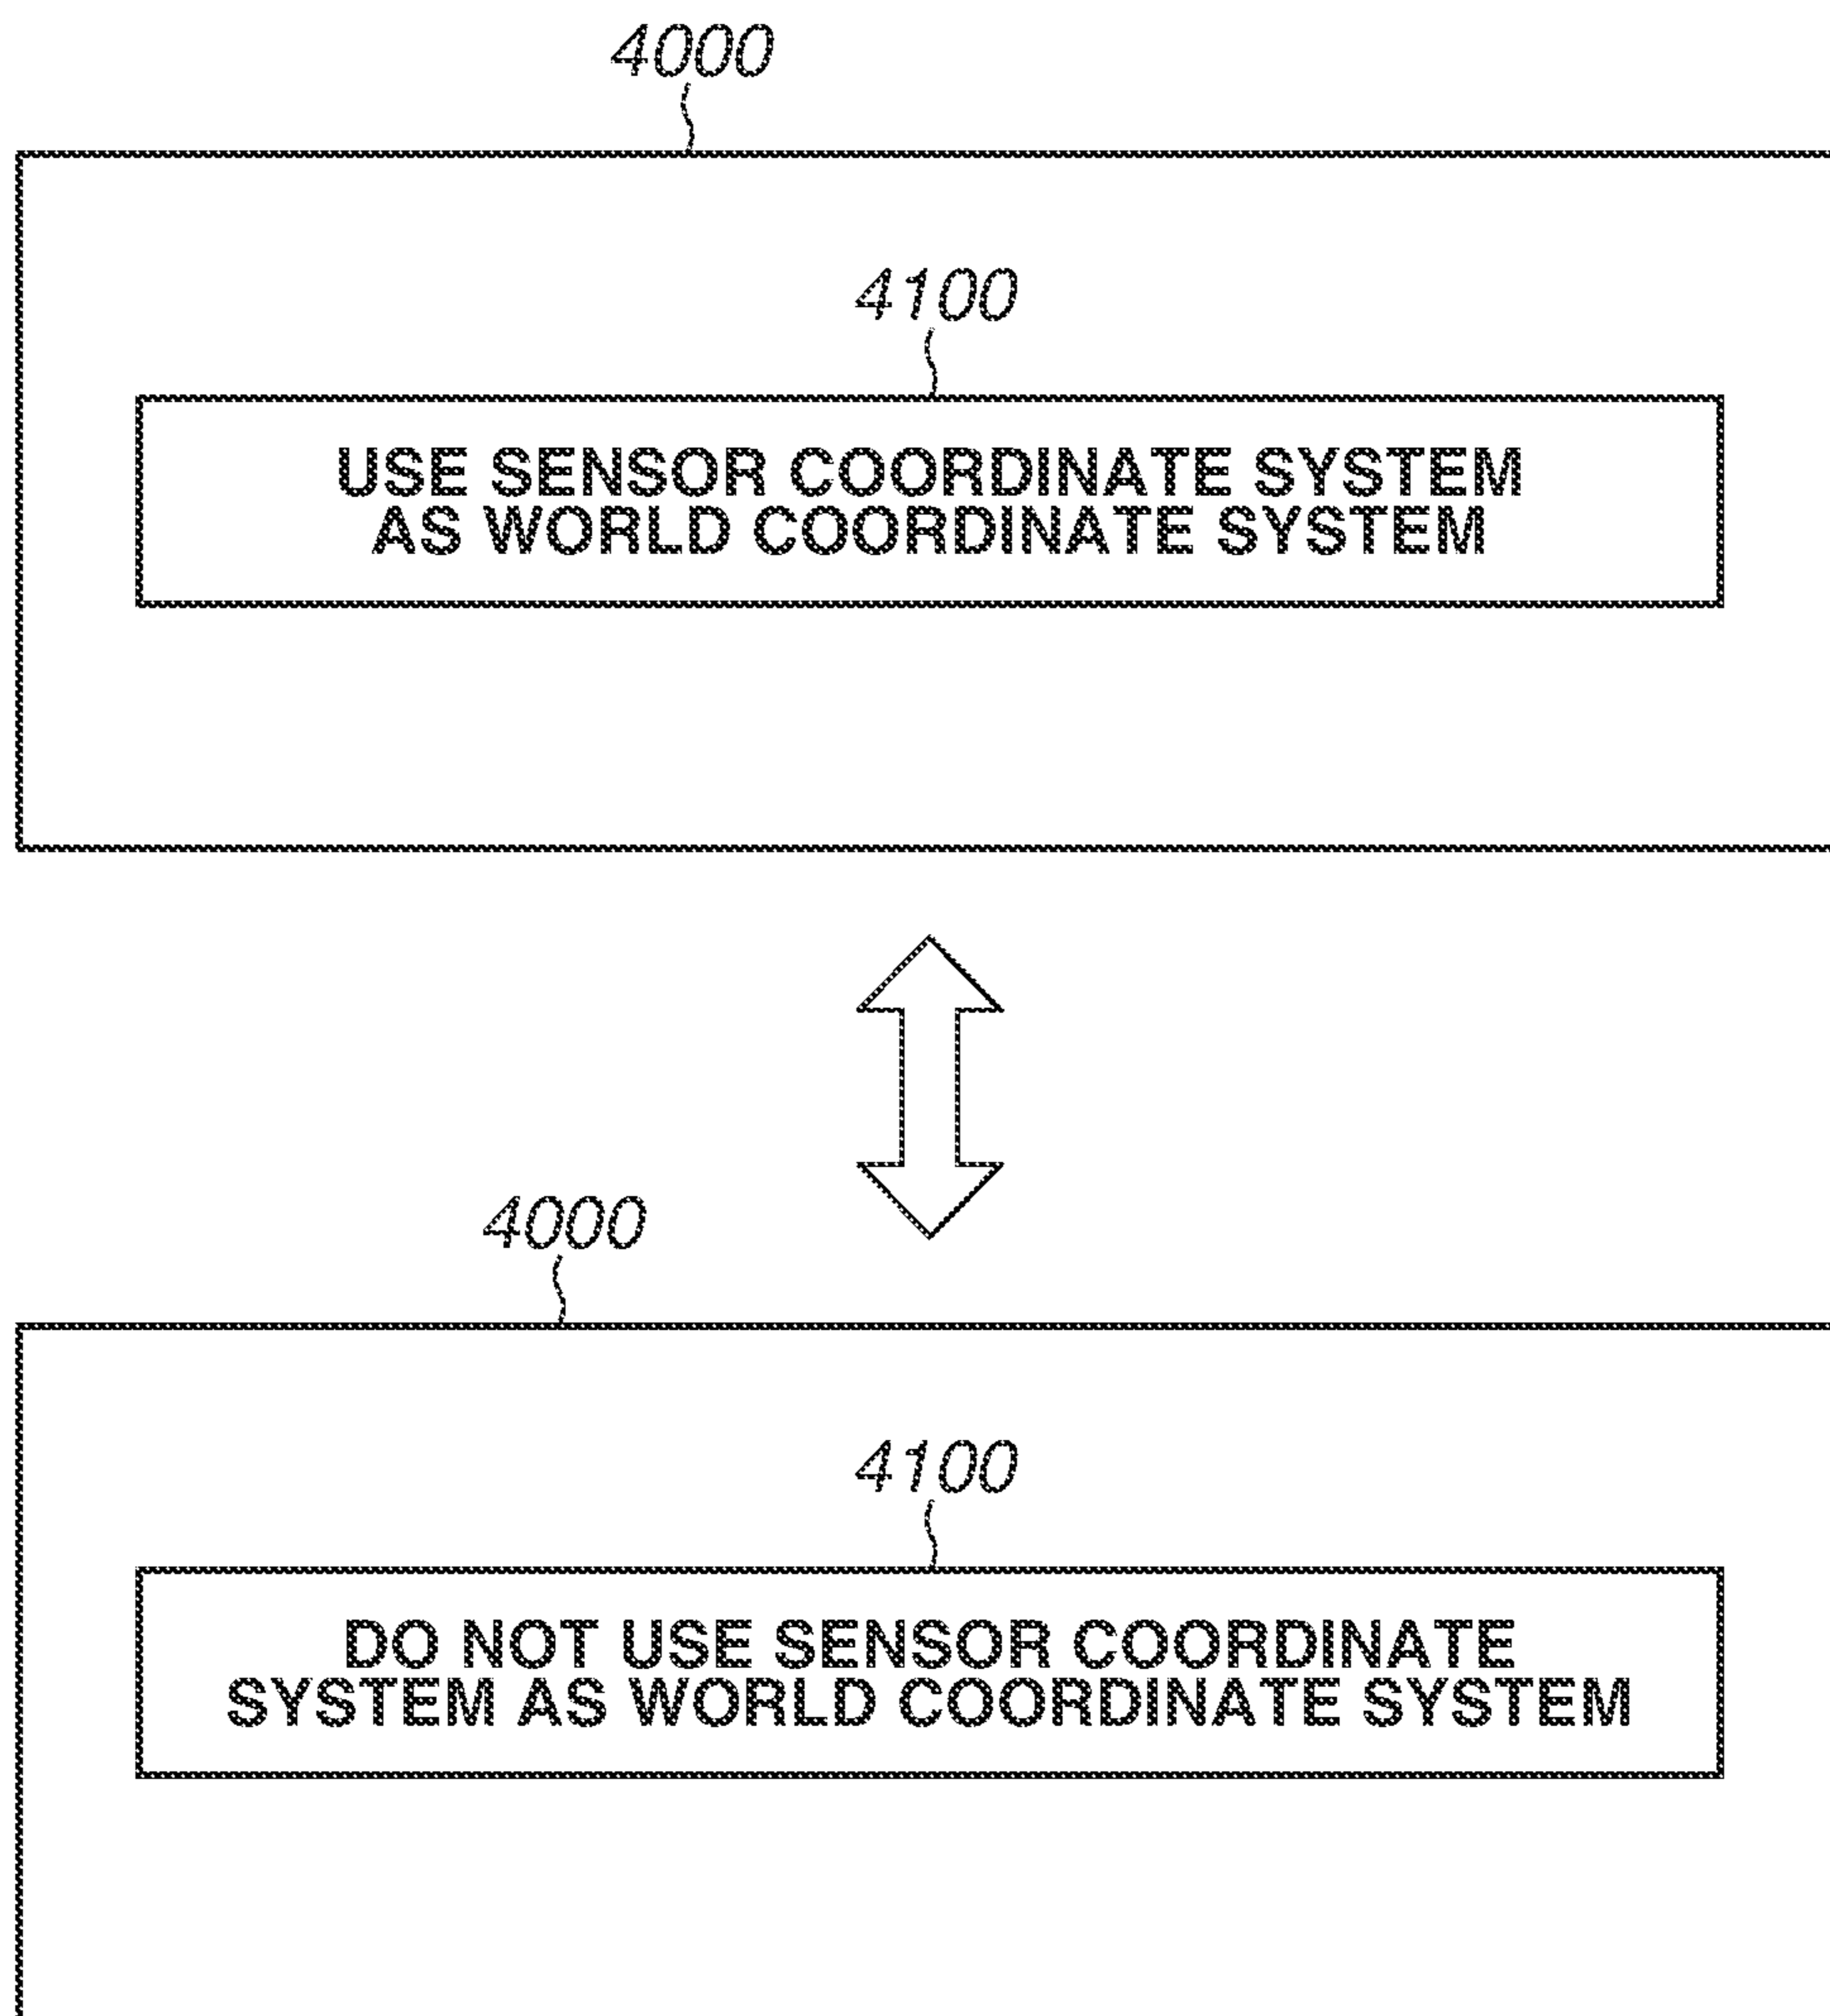 4000
4100
USE SENSOR COORDINATE SYSTEM
AS WORLD COORDINATE SYSTEM
4000
4100
DO NOT USE SENSOR COORDINATE
SYSTEM AS WORLD COORDINATE SYSTEM